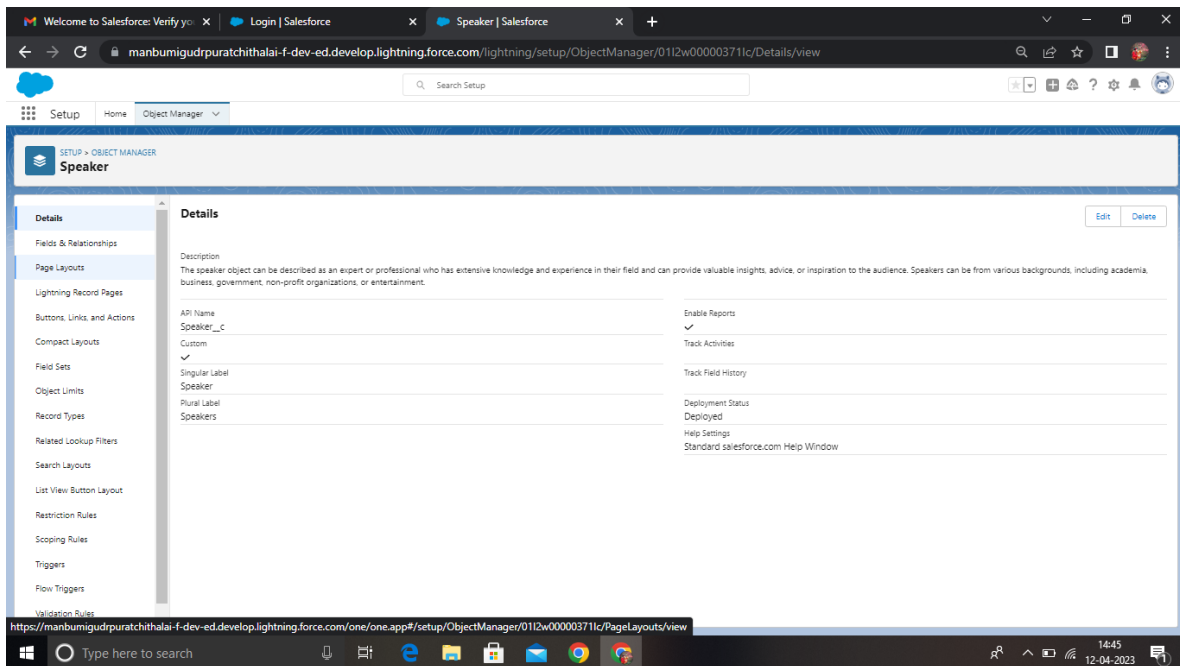 Welcome to Salesforce: Verify yo
Login | Salesforce
Speaker | Salesforce
manbumigudrpuratchithalai-f-dev-ed.develop.lightning.force.com/lightning/setup/ObjectManager/01I2w00000371Ic/Details/view
Search Setup
Setup
Home
Object Manager
SETUP > OBJECT MANAGER
Speaker
Details
Fields & Relationships
Page Layouts
Lightning Record Pages
Buttons, Links, and Actions
Compact Layouts
Field Sets
Object Limits
Record Types
Related Lookup Filters
Search Layouts
List View Button Layout
Restriction Rules
Scoping Rules
Triggers
Flow Triggers
Validation Rules
Details
Edit
Delete
Description
The speaker object can be described as an expert or professional who has extensive knowledge and experience in their field and can provide valuable insights, advice, or inspiration to the audience. Speakers can be from various backgrounds, including academia,
business, government, non-profit organizations, or entertainment.
API Name
Speaker__c
Custom
Singular Label
Speaker
Plural Label
Speakers
Enable Reports
Track Activities
Track Field History
Deployment Status
Deployed
Help Settings
Standard salesforce.com Help Window
https://manbumigudrpuratchithalai-f-dev-ed.develop.lightning.force.com/one/one.app#/setup/ObjectManager/01I2w00000371Ic/PageLayouts/view
Type here to search
14:45
12-04-2023
1